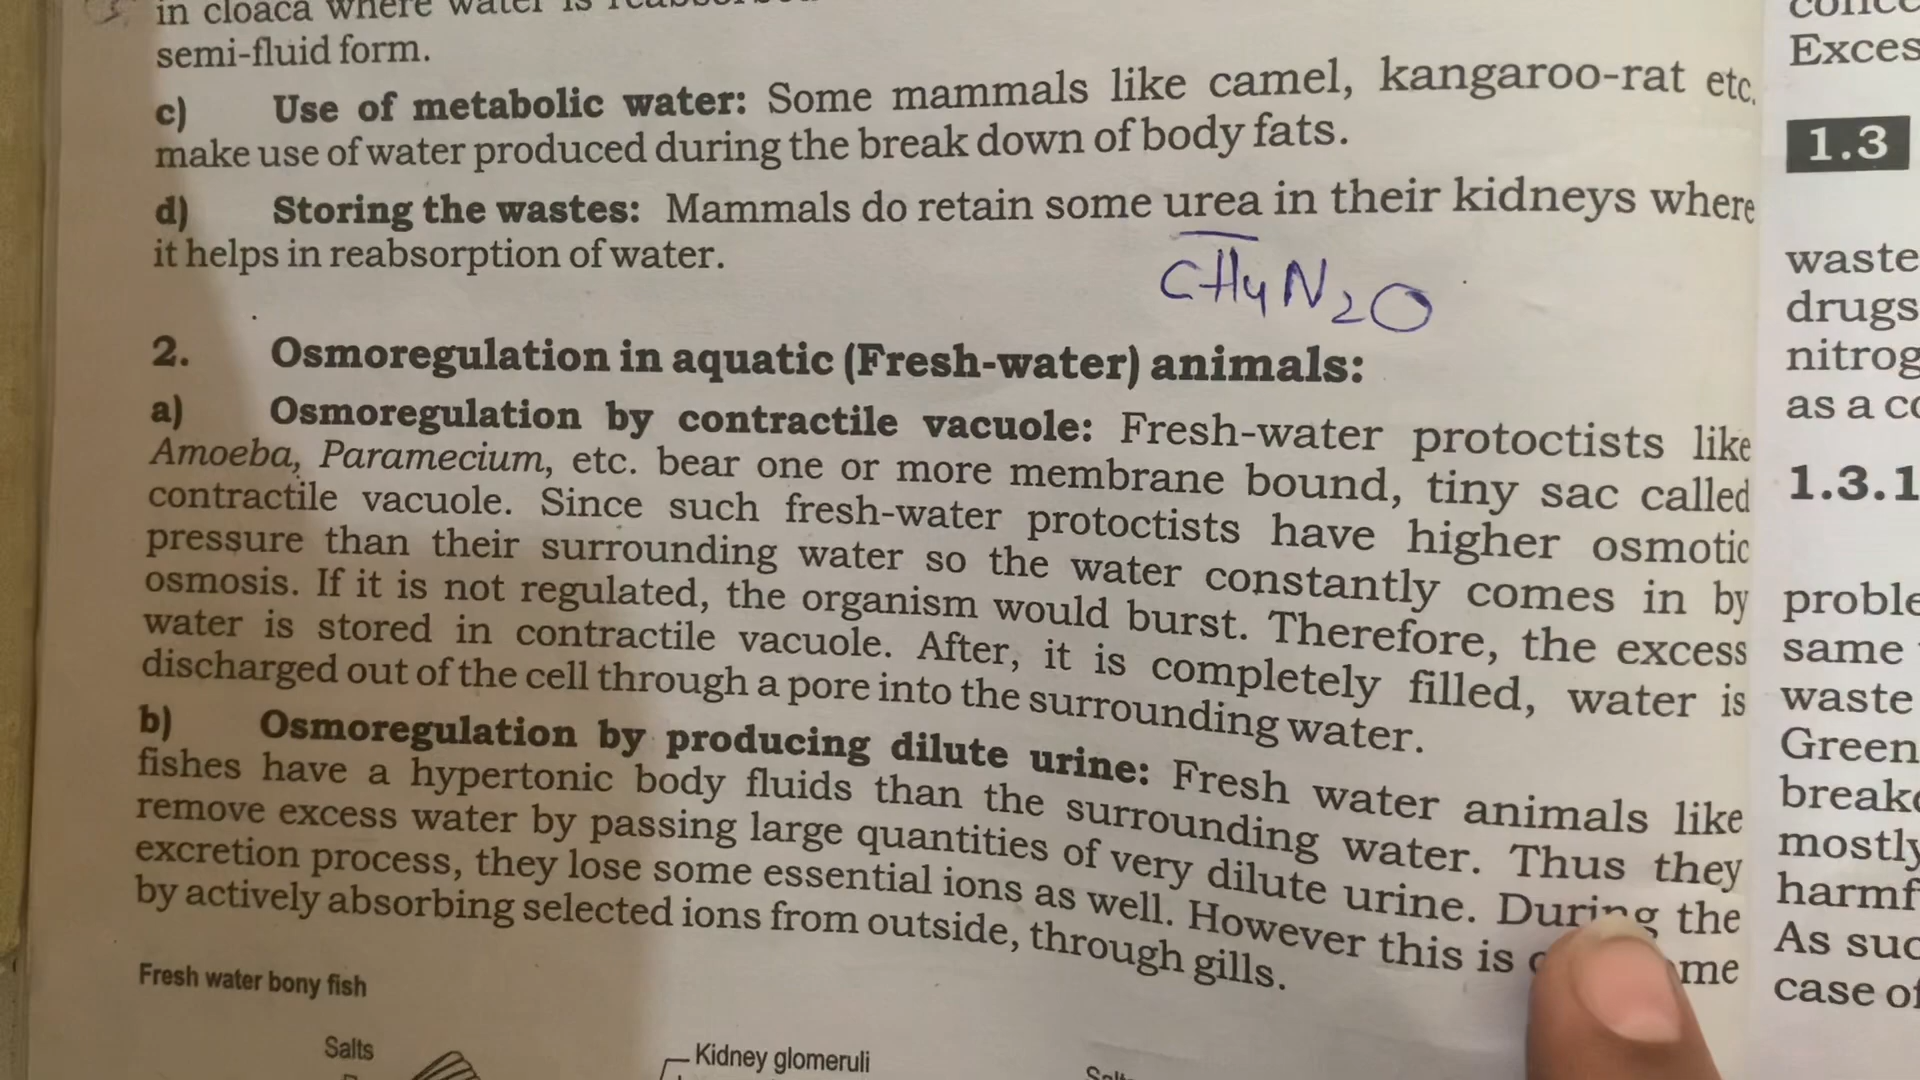 in cloaca where water is
semi-fluid form.
c) Use of metabolic water: Some mammals like camel, kangaroo-rat etc.
make use of water produced during the break down of body fats.
d) Storing the wastes: Mammals do retain some urea in their kidneys where
it helps in reabsorption of water.
CH4N2O
2. Osmoregulation in aquatic (Fresh-water) animals:
a) Osmoregulation by contractile vacuole: Fresh-water protoctists like
Amoeba, Paramecium, etc. bear one or more membrane bound, tiny sac called
contractile vacuole. Since such fresh-water protoctists have higher osmotic
pressure than their surrounding water so the water constantly comes in by
osmosis. If it is not regulated, the organism would burst. Therefore, the excess
water is stored in contractile vacuole. After, it is completely filled, water is
discharged out of the cell through a pore into the surrounding water.
b) Osmoregulation by producing dilute urine: Fresh water animals like
fishes have a hypertonic body fluids than the surrounding water. Thus they
remove excess water by passing large quantities of very dilute urine. During the
excretion process, they lose some essential ions as well. However this is
by actively absorbing selected ions from outside, through gills.
Fresh water bony fish
Salts
Kidney glomeruli
Exces
1.3
waste
drugs
nitrog
as a co
1.3.1
proble
same
waste
Green
breakd
mostly
harmf
As suc
case of